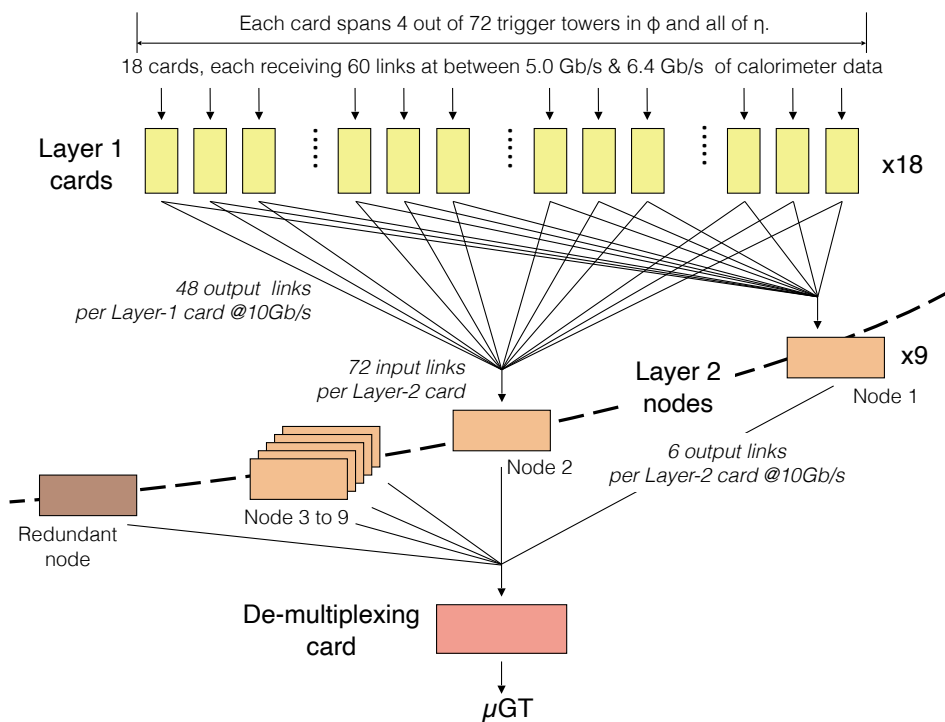 Each card spans 4 out of 72 trigger towers in ϕ and all of η.
18 cards, each receiving 60 links at between 5.0 Gb/s & 6.4 Gb/s of calorimeter data
Layer 1
cards
x18
48 output links
per Layer-1 card @10Gb/s
72 input links
per Layer-2 card
Layer 2
nodes
x9
Node 1
Node 2
6 output links
per Layer-2 card @10Gb/s
Node 3 to 9
Redundant
node
De-multiplexing
card
μGT